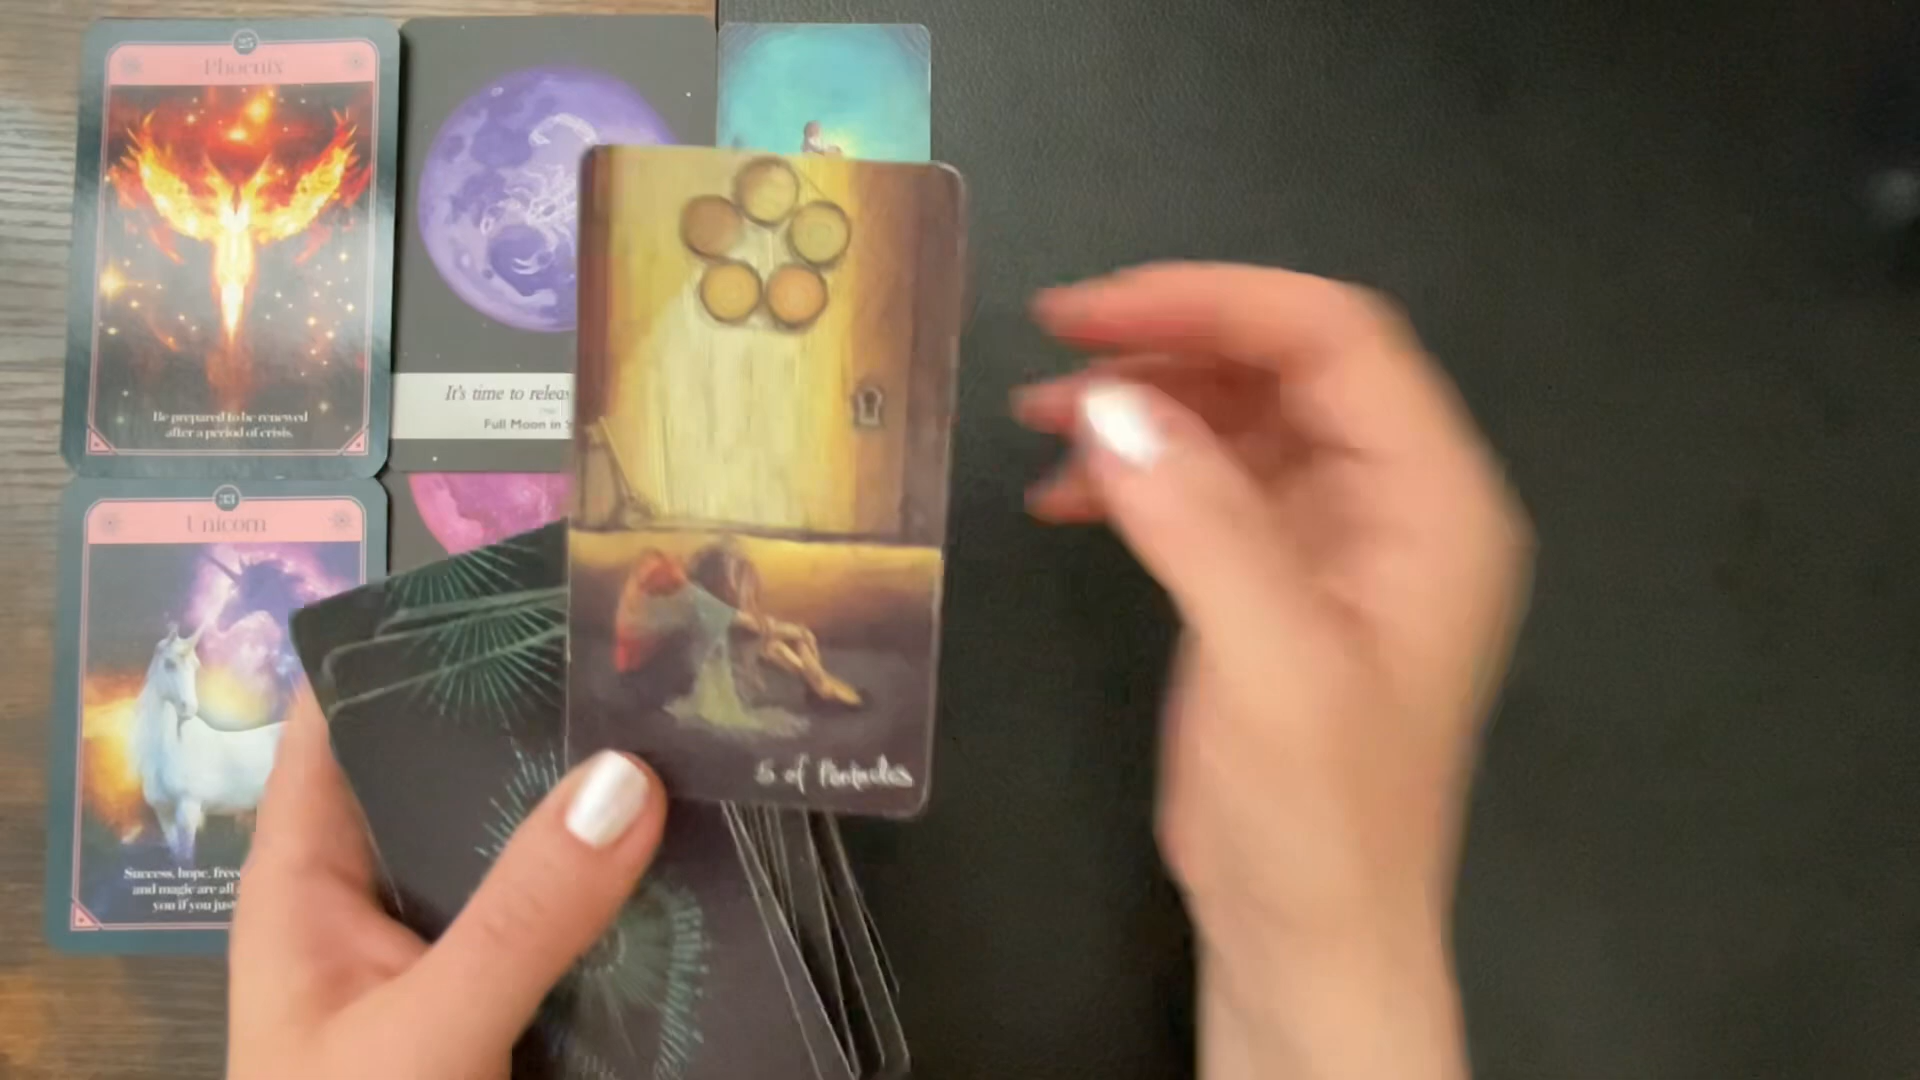 Phoenix
Be prepared to be renewed
after a period of crisis.
It's time to releas
Full Moon in S
Unicorn
Success, hope, free
and magic are all a
you if you just
5 of Pentacles